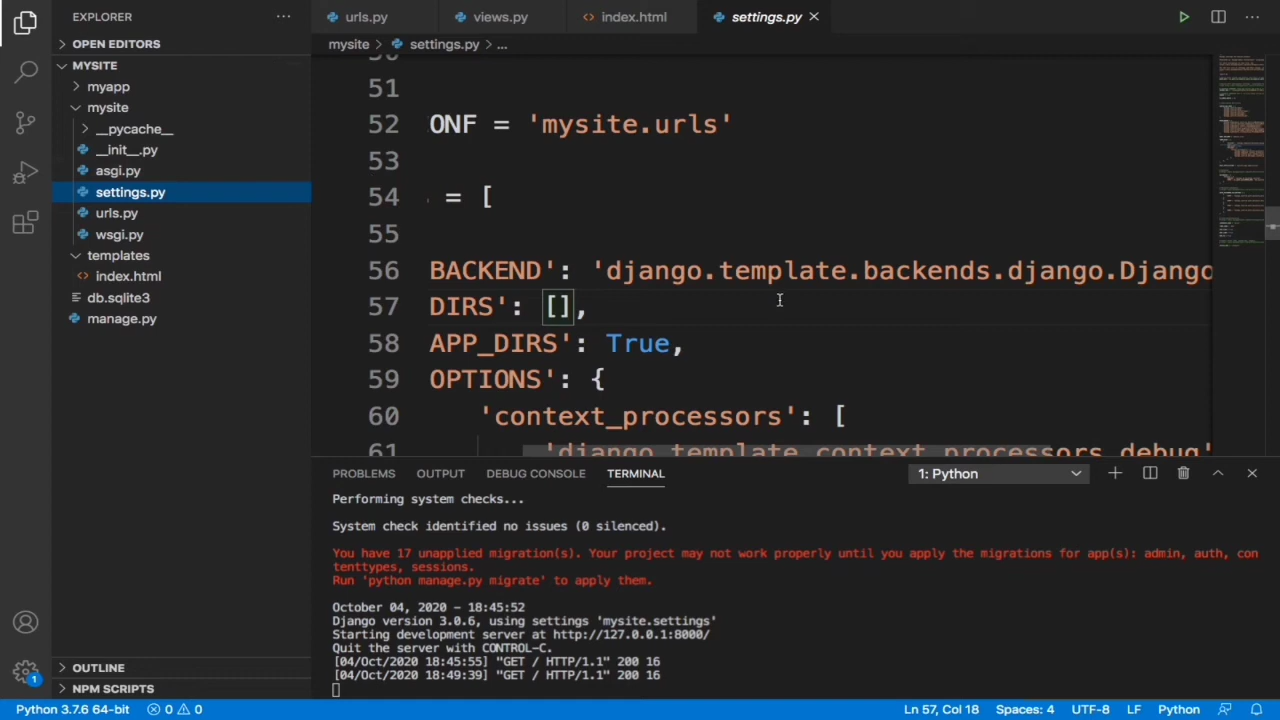 EXPLORER
urls.py
views.py
index.html
settings.py
OPEN EDITORS
mysite > settings.py > ...
MYSITE
myapp
mysite
__pycache__
__init__.py
asgi.py
settings.py
urls.py
wsgi.py
templates
index.html
db.sqlite3
manage.py
51
52 ONF = 'mysite.urls'
53
54 = [
55
56 BACKEND': 'django.template.backends.django.Django
57 DIRS': [],
58 APP_DIRS': True,
59 OPTIONS': {
60 'context_processors': [
61 'django.template.context_processors.debug'
PROBLEMS OUTPUT DEBUG CONSOLE TERMINAL
1: Python
Performing system checks...
System check identified no issues (0 silenced).
You have 17 unapplied migration(s). Your project may not work properly until you apply the migrations for app(s): admin, auth, con
tenttypes, sessions.
Run 'python manage.py migrate' to apply them.
October 04, 2020 - 18:45:52
Django version 3.0.6, using settings 'mysite.settings'
Starting development server at http://127.0.0.1:8000/
Quit the server with CONTROL-C.
[04/Oct/2020 18:45:55] "GET / HTTP/1.1" 200 16
[04/Oct/2020 18:49:39] "GET / HTTP/1.1" 200 16
OUTLINE
NPM SCRIPTS
1
Python 3.7.6 64-bit 0 0 Ln 57, Col 18 Spaces: 4 UTF-8 LF Python